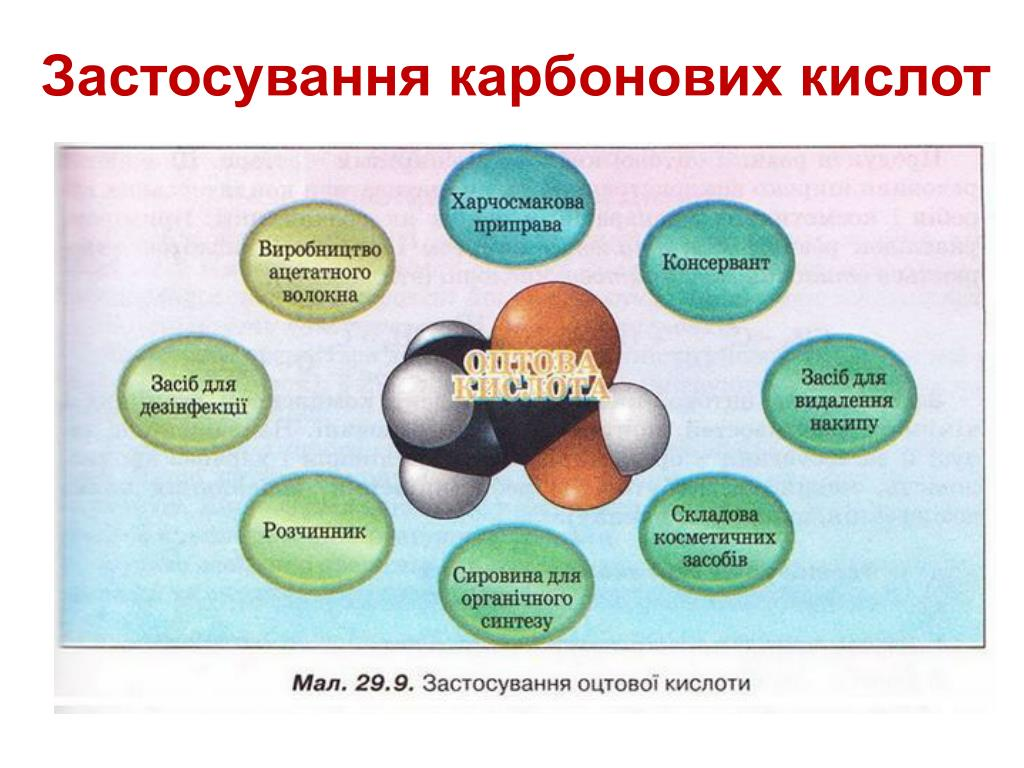 Застосування карбонових кислот
Харчосмакова
приправа
Виробництво
ацетатного
волокна
Консервант
Засіб для
дезінфекції
ОЦТОВА
КИСЛОТА
Засіб для
видалення
накипу
Розчинник
Складова
косметичних
засобів
Сировина для
органічного
синтезу
Мал. 29.9. Застосування оцтової кислоти